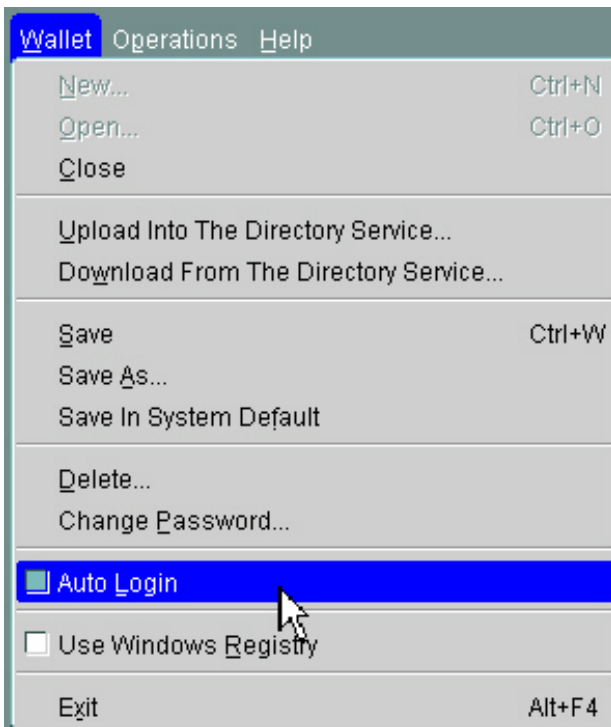 Wallet Operations Help
New... Ctrl+N
Open... Ctrl+O
Close
Upload Into The Directory Service...
Download From The Directory Service...
Save Ctrl+W
Save As...
Save In System Default
Delete...
Change Password...
Auto Login
Use Windows Registry
Exit Alt+F4